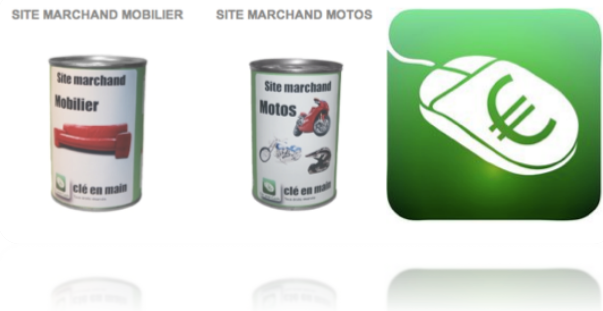 SITE MARCHAND MOBILIER
SITE MARCHAND MOTOS
Site marchand
Mobilier
clé en main
Site marchand
Motos
clé en main
€